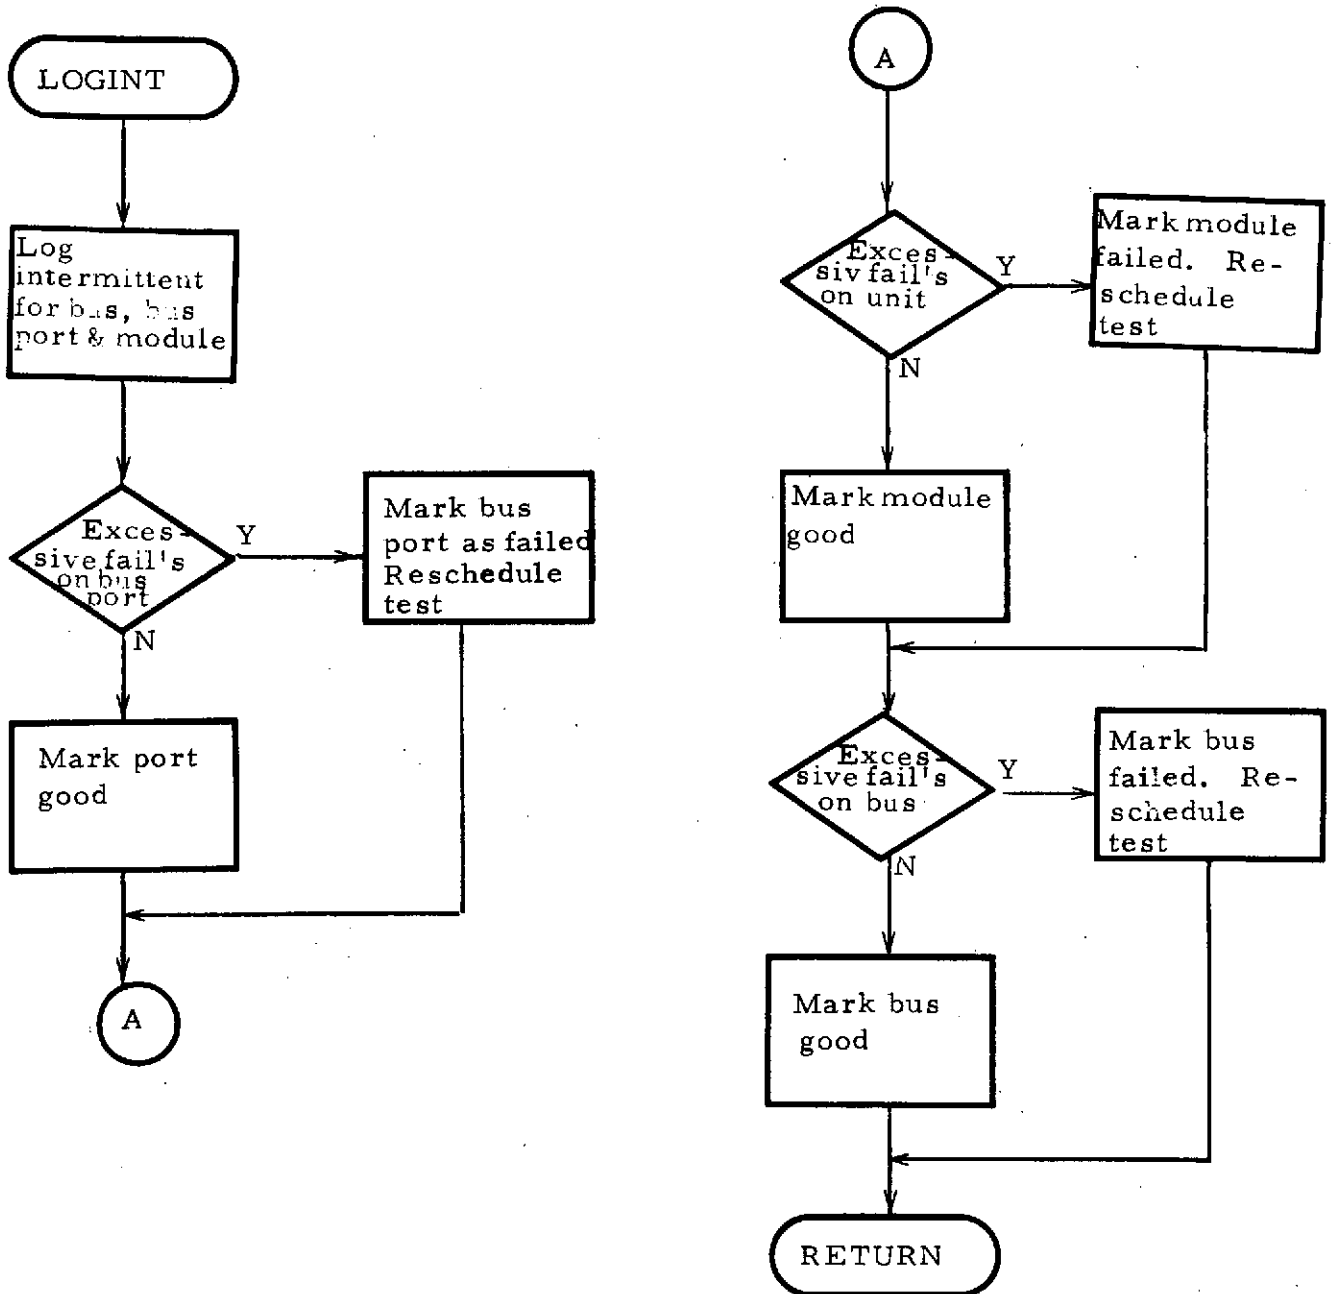 LOGINT
Log
intermittent
for bus, bus
port & module
Exces-
sive fail's
on bus
port
Y
N
Mark bus
port as failed
Reschedule
test
Mark port
good
A
A
Exces-
siv fail's
on unit
Y
N
Mark module
failed. Re-
schedule
test
Mark module
good
Exces-
sive fail's
on bus
Y
N
Mark bus
failed. Re-
schedule
test
Mark bus
good
RETURN